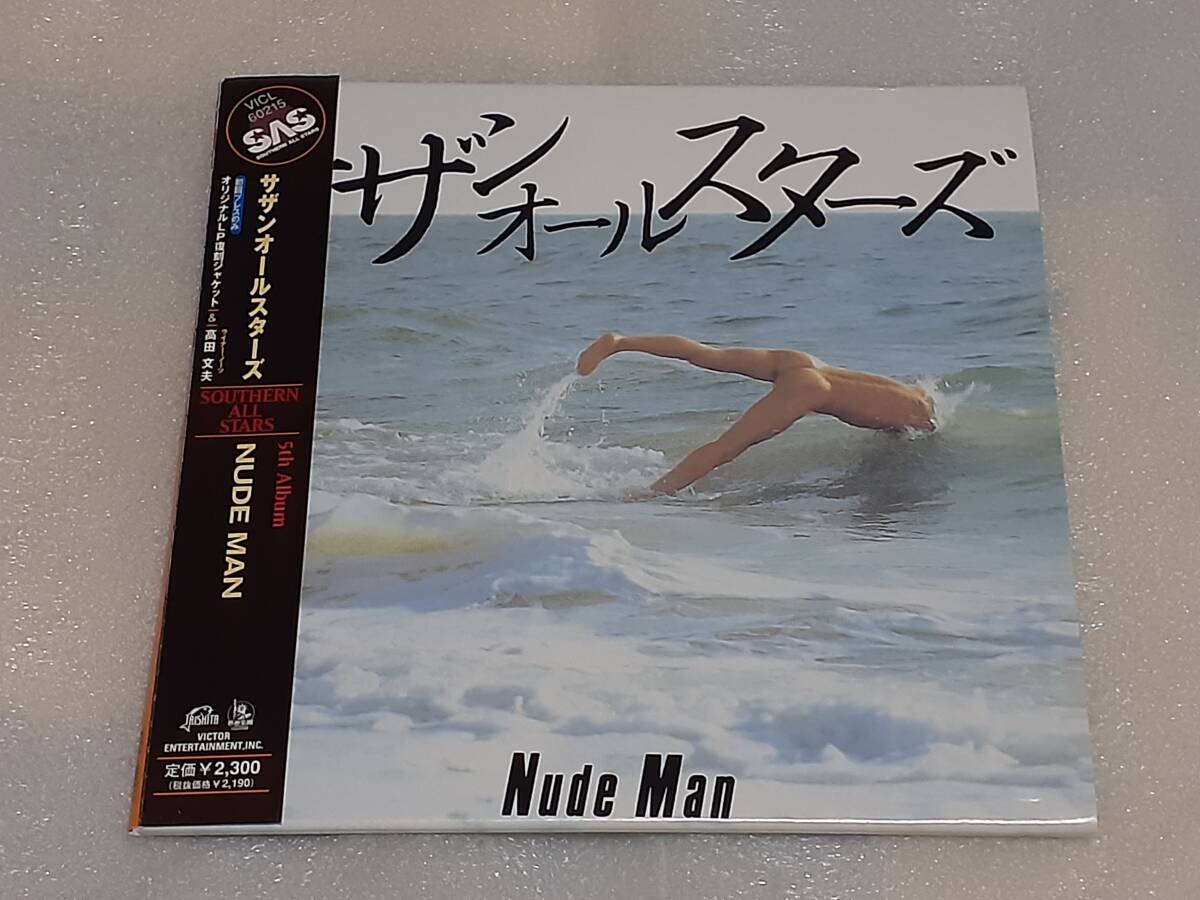 VICL
60215
SAS
SOUTHERN ALL STARS
サザンオールスターズ
初回プレスのみ
オリジナルLP復刻ジャケット&高田 文夫
ライナーノーツ
SOUTHERN
ALL
STARS
5th Album
NUDE MAN
TAISHITA
VICTOR
ENTERTAINMENT,INC.
定価¥2,300
(税抜価格¥2,190)
サザン
オール
スターズ
Nude Man